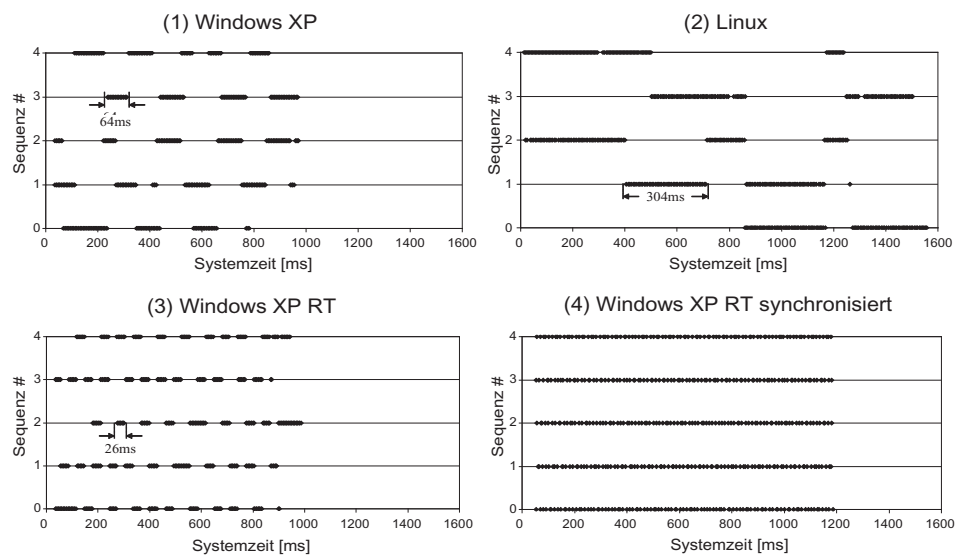 (1) Windows XP
Sequenz #
4
3
2
1
0
64ms
0 200 400 600 800 1000 1200 1400 1600
Systemzeit [ms]
(2) Linux
Sequenz #
4
3
2
1
0
304ms
0 200 400 600 800 1000 1200 1400 1600
Systemzeit [ms]
(3) Windows XP RT
Sequenz #
4
3
2
1
0
26ms
0 200 400 600 800 1000 1200 1400 1600
Systemzeit [ms]
(4) Windows XP RT synchronisiert
Sequenz #
4
3
2
1
0
0 200 400 600 800 1000 1200 1400 1600
Systemzeit [ms]